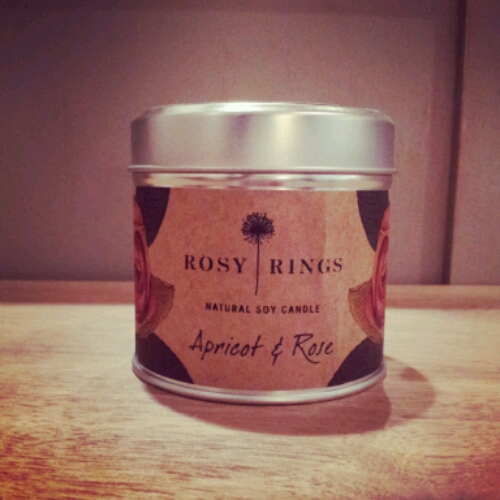 ROSY RINGS
NATURAL SOY CANDLE
Apricot & Rose